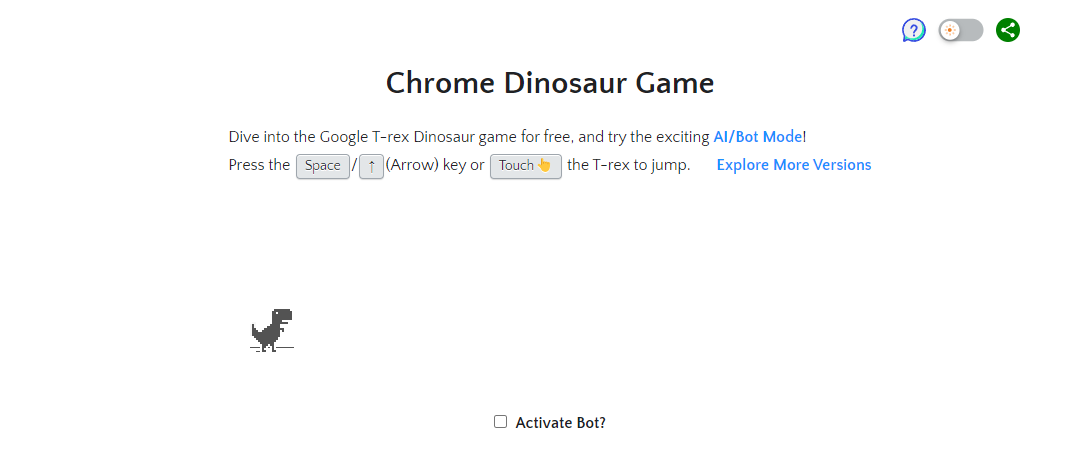 Chrome Dinosaur Game
Dive into the Google T-rex Dinosaur game for free, and try the exciting AI/Bot Mode!
Press the Space / ↑ (Arrow) key or Touch 👆 the T-rex to jump. Explore More Versions
Activate Bot?